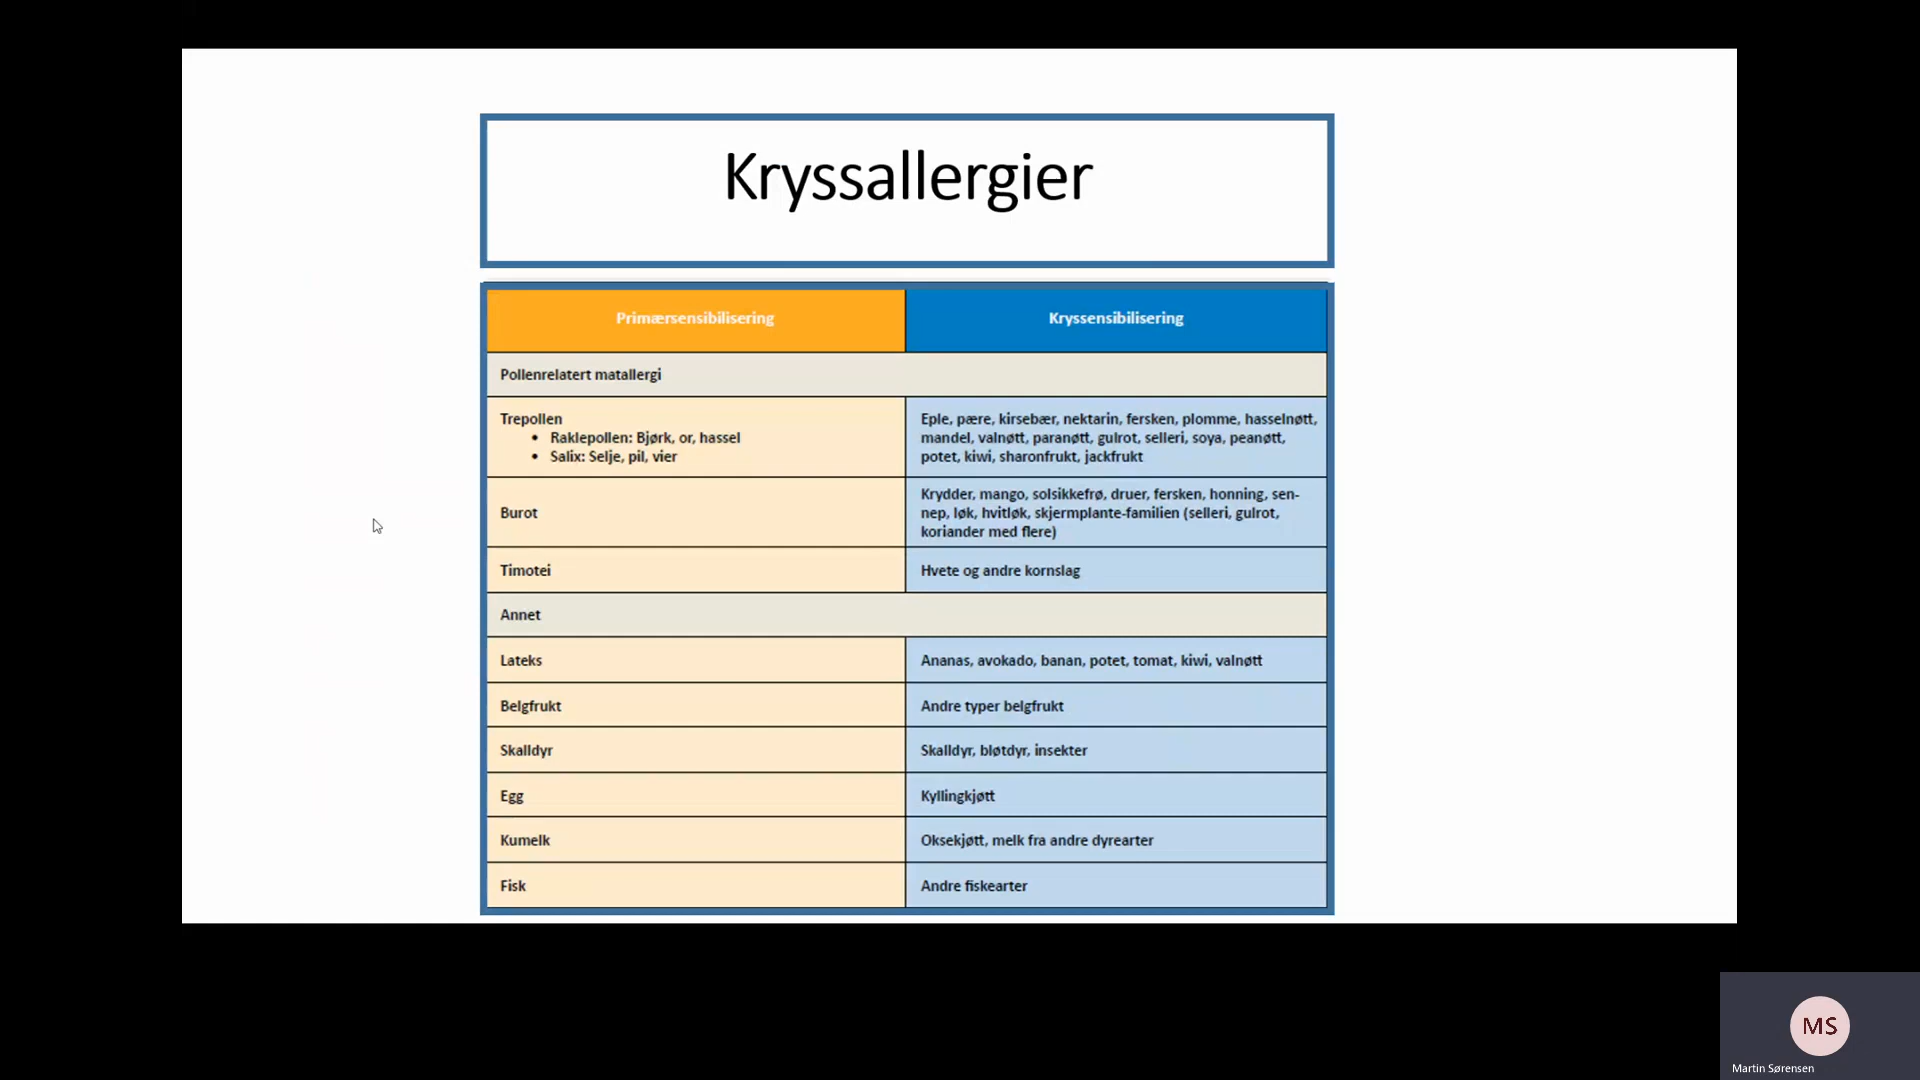 Kryssallergier
Primærsensibilisering
Kryssensibilisering
Pollenrelatert matallergi
Trepollen
• Raklepollen: Bjørk, or, hassel
• Salix: Selje, pil, vier
Eple, pære, kirsebær, nektarin, fersken, plomme, hasselnøtt,
mandel, valnøtt, paranøtt, gulrot, selleri, soya, peanøtt,
potet, kiwi, sharonfrukt, jackfrukt
Burot
Krydder, mango, solsikkefrø, druer, fersken, honning, sen-
nep, løk, hvitløk, skjermplante-familien (selleri, gulrot,
koriander med flere)
Timotei
Hvete og andre kornslag
Annet
Lateks
Ananas, avokado, banan, potet, tomat, kiwi, valnøtt
Belgfrukt
Andre typer belgfrukt
Skalldyr
Skalldyr, bløtdyr, insekter
Egg
Kyllingkjøtt
Kumelk
Oksekjøtt, melk fra andre dyrearter
Fisk
Andre fiskearter
MS
Martin Sørensen